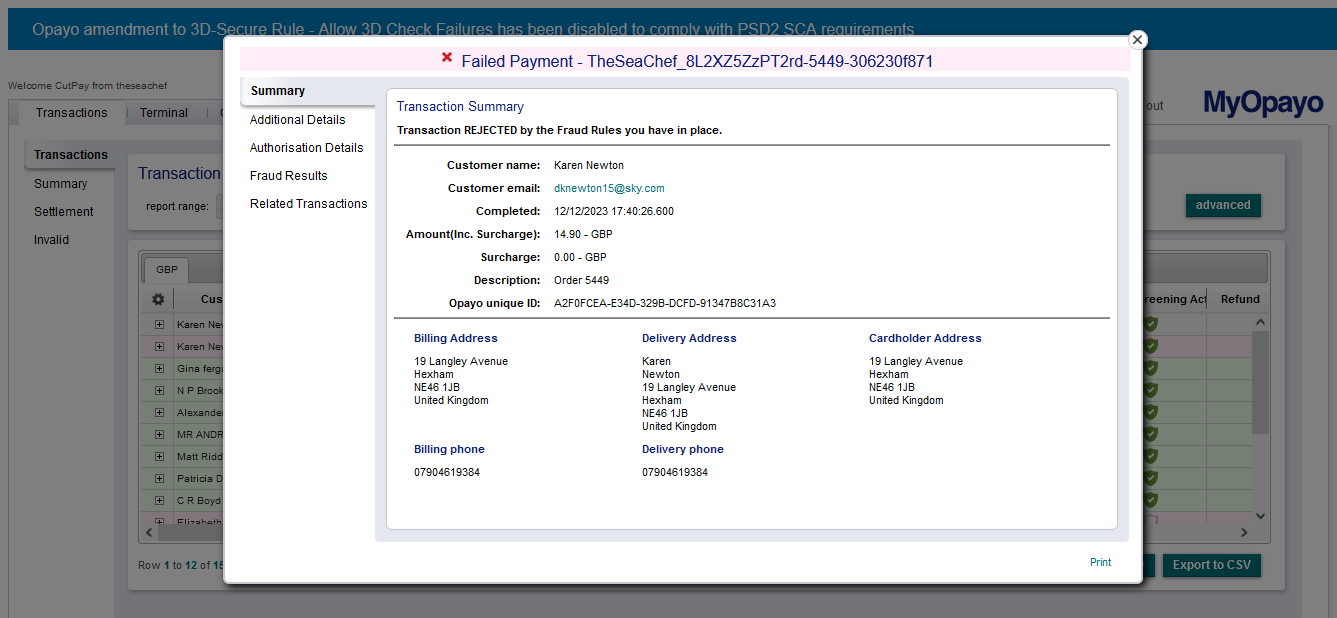 Opayo amendment to 3D-Secure Rule - Allow 3D Check Failures has been disabled to comply with PSD2 SCA requirements
Failed Payment - TheSeaChef_8L2XZ5ZzPT2rd-5449-306230f871
Welcome CutPay from theseachef
Transactions
Terminal
out
MyOpayo
Transactions
Summary
Settlement
Invalid
Transaction
report range:
advanced
Summary
Additional Details
Authorisation Details
Fraud Results
Related Transactions
Transaction Summary
Transaction REJECTED by the Fraud Rules you have in place.
Customer name: Karen Newton
Customer email: dknewton15@sky.com
Completed: 12/12/2023 17:40:26.600
Amount(Inc. Surcharge): 14.90 - GBP
Surcharge: 0.00 - GBP
Description: Order 5449
Opayo unique ID: A2F0FCEA-E34D-329B-DCFD-91347B8C31A3
Billing Address
19 Langley Avenue
Hexham
NE46 1JB
United Kingdom
Delivery Address
Karen
Newton
19 Langley Avenue
Hexham
NE46 1JB
United Kingdom
Cardholder Address
19 Langley Avenue
Hexham
NE46 1JB
United Kingdom
Billing phone
07904619384
Delivery phone
07904619384
Print
GBP
Cus
reening Act Refund
Karen New
Karen New
Gina ferg
N P Brook
Alexande
MR ANDR
Matt Ridd
Patricia D
C R Boyd
Elizabeth
Row 1 to 12 of 15
Export to CSV